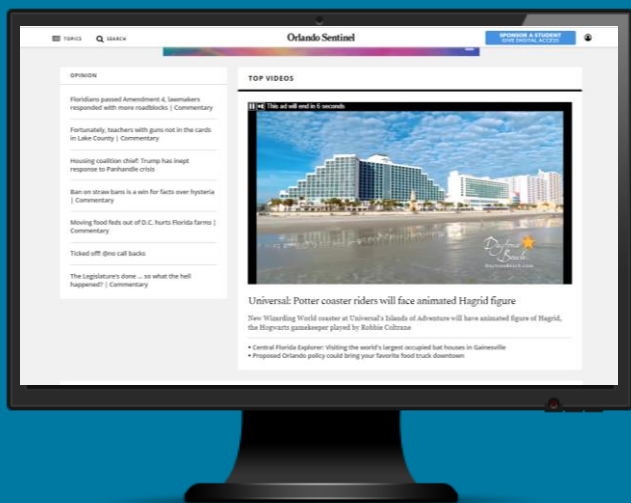 TOPICS
SEARCH
Orlando Sentinel
SPONSOR A STUDENT
GIVE DIGITAL ACCESS
OPINION
Floridians passed Amendment 4, lawmakers
responded with more roadblocks | Commentary
Fortunately, teachers with guns not in the cards
in Lake County | Commentary
Housing coalition chief: Trump has inept
response to Panhandle crisis
Ban on straw bans is a win for facts over hysteria
| Commentary
Moving food feds out of D.C. hurts Florida farms |
Commentary
Ticked off! @no call backs
The Legislature's done ... so what the hell
happened? | Commentary
TOP VIDEOS
This ad will end in 6 seconds
Daytona
Beach
DaytonaBeach.com
Universal: Potter coaster riders will face animated Hagrid figure
New Wizarding World coaster at Universal's Islands of Adventure will have animated figure of Hagrid,
the Hogwarts gamekeeper played by Robbie Coltrane
• Central Florida Explorer: Visiting the world's largest occupied bat houses in Gainesville
• Proposed Orlando policy could bring your favorite food truck downtown